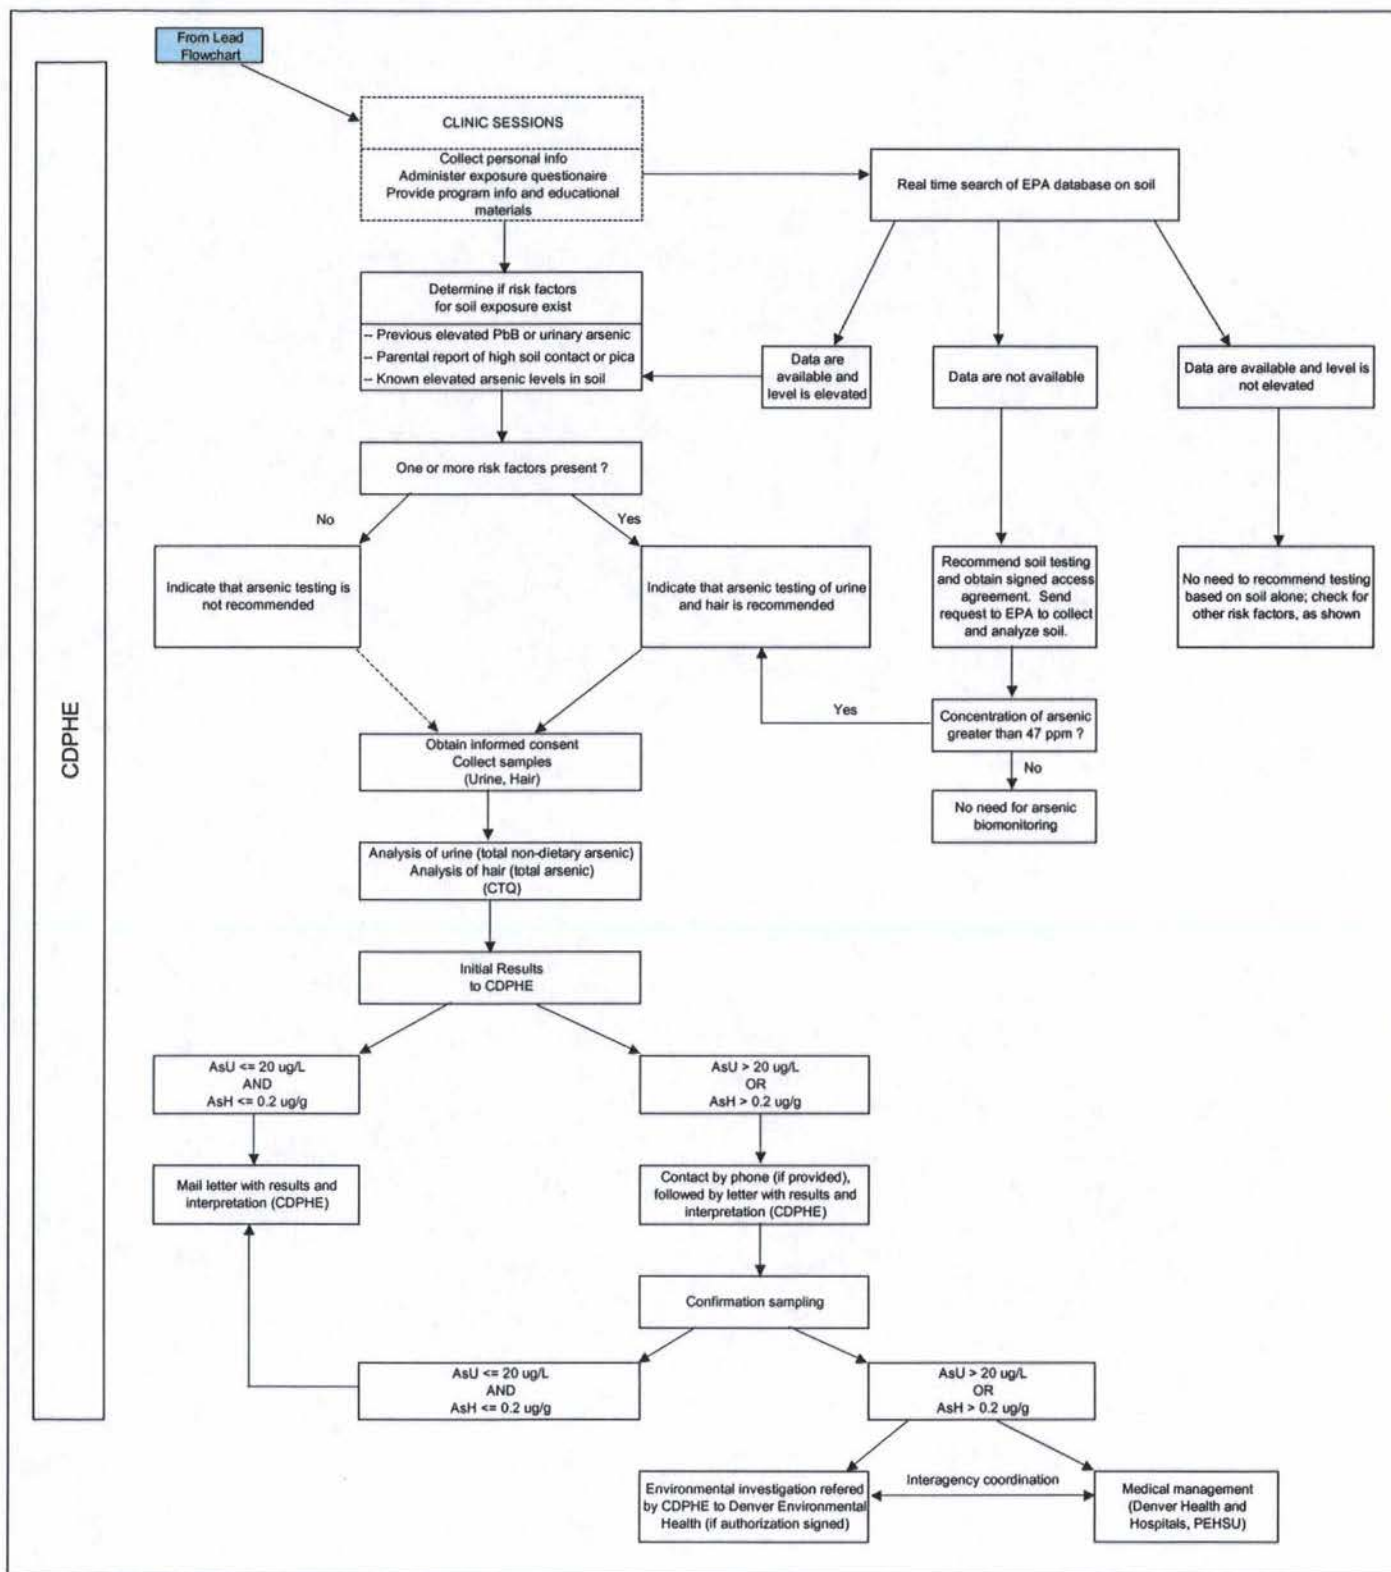 From Lead
Flowchart
CDPHE
CLINIC SESSIONS
Collect personal info
Administer exposure questionaire
Provide program info and educational
materials
Real time search of EPA database on soil
Determine if risk factors
for soil exposure exist
-- Previous elevated PbB or urinary arsenic
-- Parental report of high soil contact or pica
-- Known elevated arsenic levels in soil
Data are
available and
level is elevated
Data are not available
Data are available and level is
not elevated
One or more risk factors present ?
No
Yes
Indicate that arsenic testing is
not recommended
Indicate that arsenic testing of urine
and hair is recommended
Recommend soil testing
and obtain signed access
agreement. Send
request to EPA to collect
and analyze soil.
No need to recommend testing
based on soil alone; check for
other risk factors, as shown
Yes
Concentration of arsenic
greater than 47 ppm ?
No
No need for arsenic
biomonitoring
Obtain informed consent
Collect samples
(Urine, Hair)
Analysis of urine (total non-dietary arsenic)
Analysis of hair (total arsenic)
(CTQ)
Initial Results
to CDPHE
AsU <= 20 ug/L
AND
AsH <= 0.2 ug/g
AsU > 20 ug/L
OR
AsH > 0.2 ug/g
Mail letter with results and
interpretation (CDPHE)
Contact by phone (if provided),
followed by letter with results and
interpretation (CDPHE)
Confirmation sampling
AsU <= 20 ug/L
AND
AsH <= 0.2 ug/g
AsU > 20 ug/L
OR
AsH > 0.2 ug/g
Environmental investigation refered
by CDPHE to Denver Environmental
Health (if authorization signed)
Interagency coordination
Medical management
(Denver Health and
Hospitals, PEHSU)